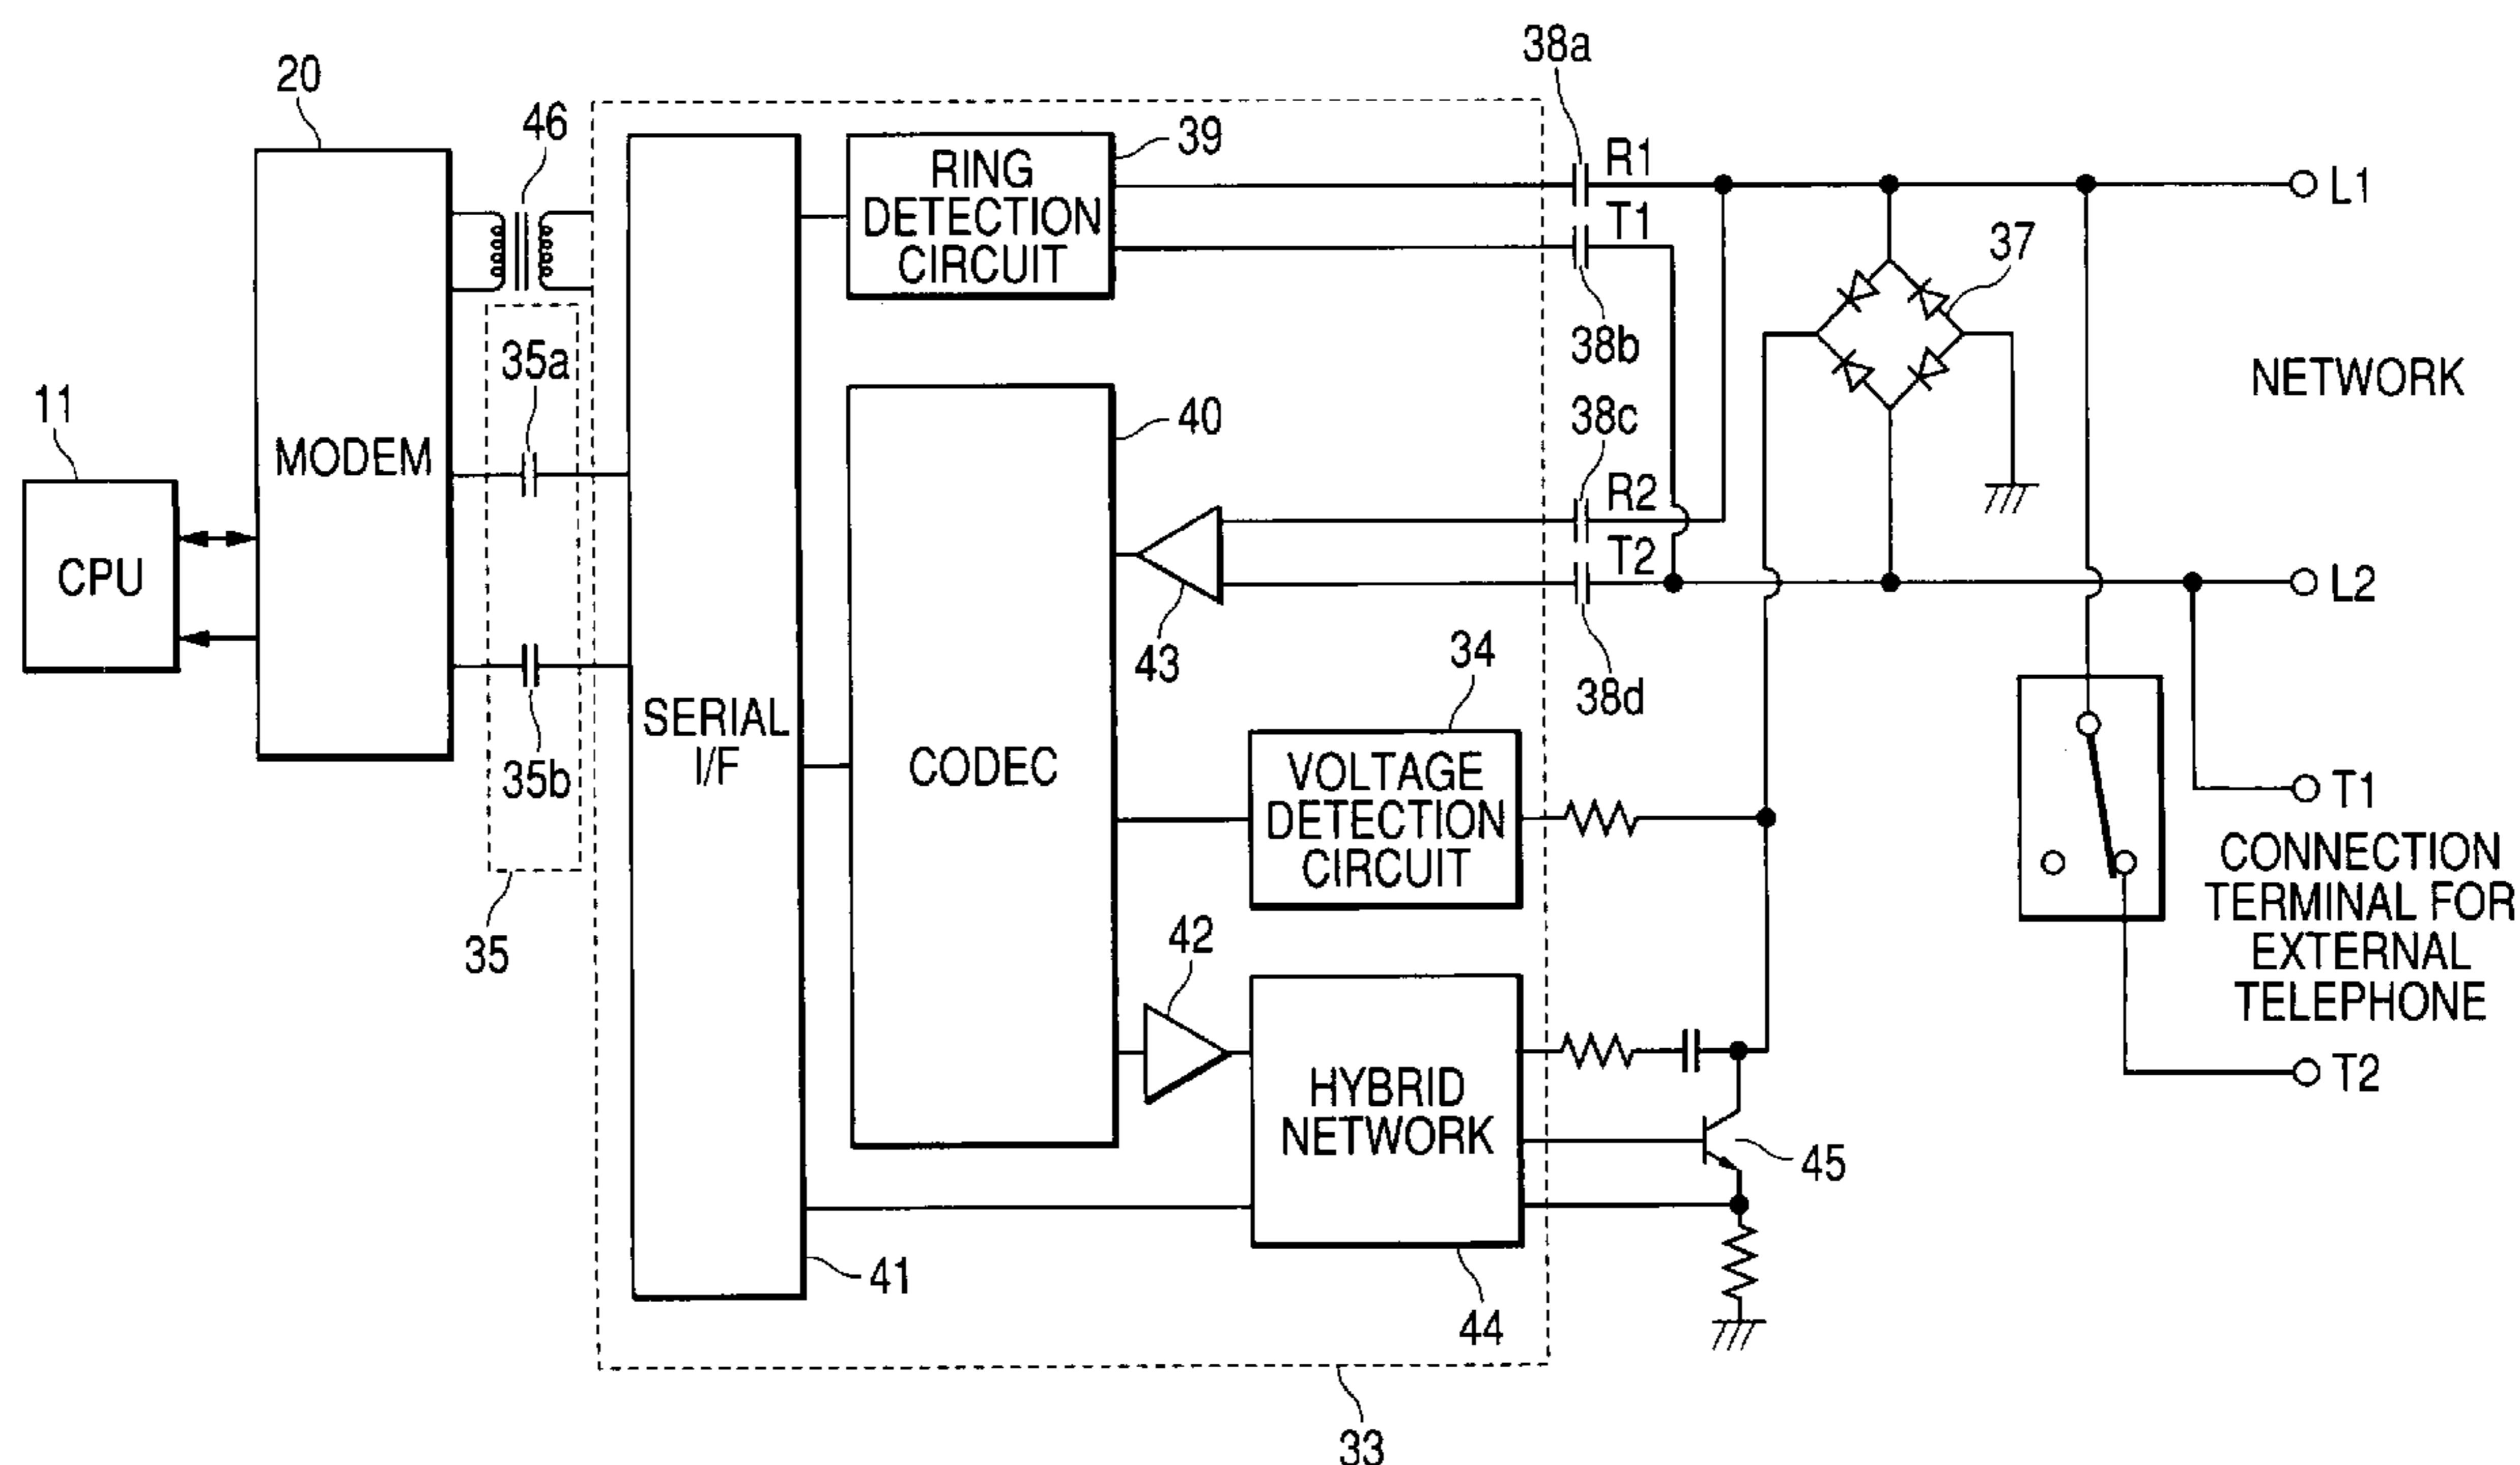 38a
20
46
39
R1
L1
RING
DETECTION
CIRCUIT
T1
37
38b
35a
NETWORK
11
38c
40
MODEM
R2
CPU
T2
L2
43
34
38d
SERIAL
I/F
CODEC
VOLTAGE
DETECTION
CIRCUIT
35b
T1
CONNECTION
TERMINAL FOR
EXTERNAL
TELEPHONE
35
42
T2
HYBRID
NETWORK
45
41
44
33